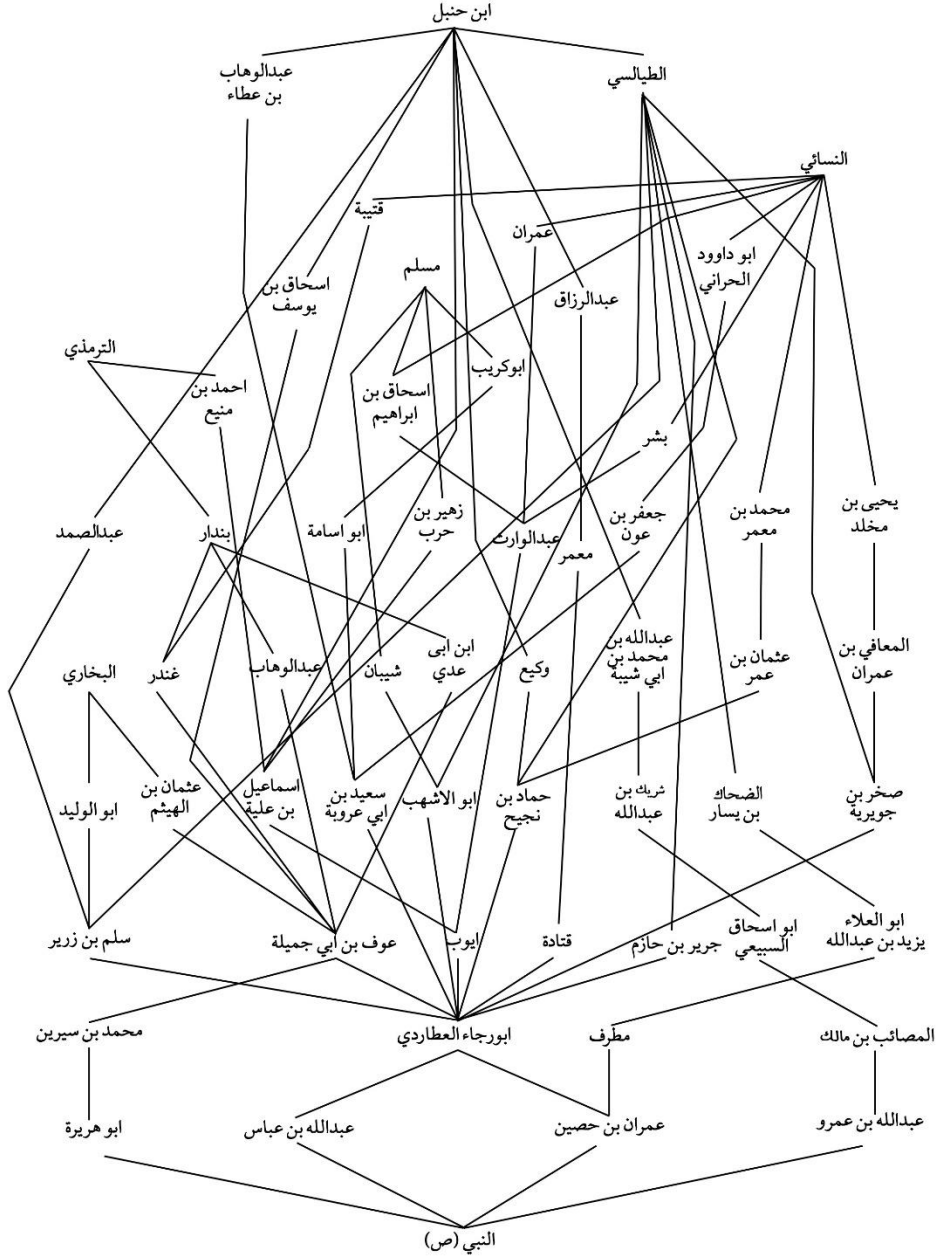 ابن حنبل
عبدالوهاب
بن عطاء
الطيالسي
النسائي
قتيبة
عمران
ابو داوود
الحراني
مسلم
اسحاق بن
يوسف
عبدالرزاق
الترمذي
احمد بن
منيع
اسحاق بن
ابراهيم
ابوكريب
بشر
عبدالصمد
بندار
ابو اسامة
زهير بن
حرب
عبدالوارث
معمر
جعفر بن
عون
محمد بن
معمر
يحيى بن
مخلد
البخاري
غندر
عبدالوهاب
شيبان
ابن ابى
عدي
وكيع
عبدالله بن
محمد بن
ابي شيبة
عثمان بن
عمر
المعافي بن
عمران
ابو الوليد
عثمان بن
الهيثم
اسماعيل
بن علية
سعيد بن
ابي عروبة
ابو الاشهب
حماد بن
نجيح
شريك بن
عبدالله
الضحاك
بن يسار
صخر بن
جويرية
سلم بن زرير
عوف بن أبي جميلة
ايوب
قتادة
جرير بن حازم
ابو اسحاق
السبيعي
ابو العلاء
يزيد بن عبدالله
محمد بن سيرين
ابورجاء العطاردي
مطرف
المصائب بن مالك
ابو هريرة
عبدالله بن عباس
عمران بن حصين
عبدالله بن عمرو
النبي (ص)